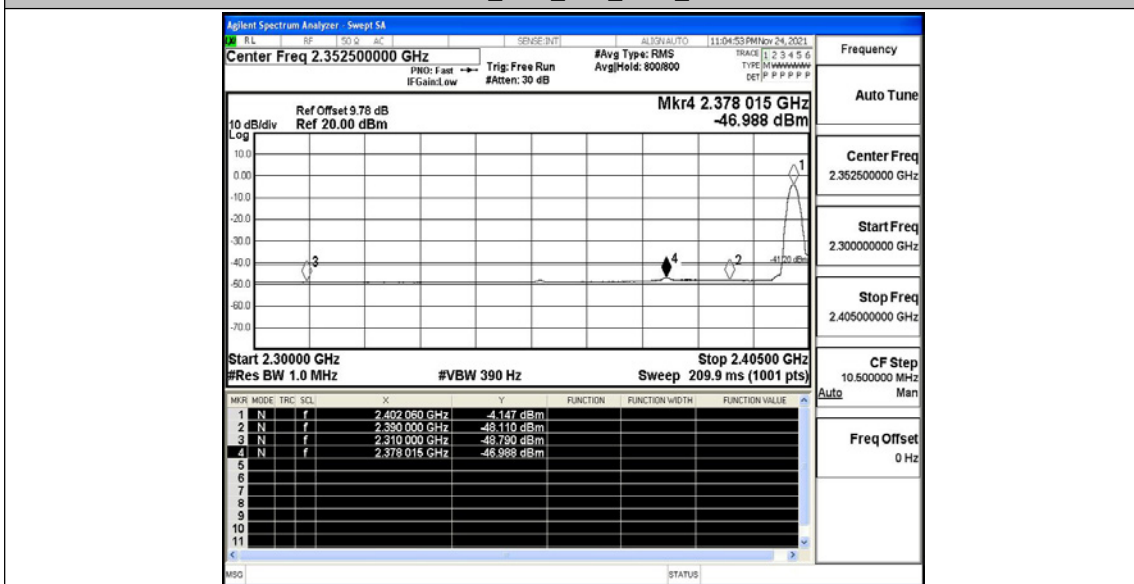 Agilent Spectrum Analyzer - Swept SA
RL RF 50 Ω AC SENSE:INT ALIGNAUTO 11:04:53 PM Nov 24, 2021
Center Freq 2.352500000 GHz
PNO: Fast
IFGain:Low
Trig: Free Run
#Atten: 30 dB
#Avg Type: RMS
Avg|Hold: 800/800
TRACE 1 2 3 4 5 6
TYPE M W W W W W
DET P P P P P P
Mkr4 2.378 015 GHz
-46.988 dBm
Ref Offset 9.78 dB
Ref 20.00 dBm
10 dB/div
Log
10.0
0.00
-10.0
-20.0
-30.0
-40.0
-50.0
-60.0
-70.0
1
3
4
2
-41.20 dBm
Start 2.30000 GHz
Stop 2.40500 GHz
#Res BW 1.0 MHz
#VBW 390 Hz
Sweep 209.9 ms (1001 pts)
MKR MODE TRC SCL X Y FUNCTION FUNCTION WIDTH FUNCTION VALUE
1 N f 2.402 060 GHz -4.147 dBm
2 N f 2.390 000 GHz -48.110 dBm
3 N f 2.310 000 GHz -48.790 dBm
4 N f 2.378 015 GHz -46.988 dBm
5
6
7
8
9
10
11
MSG
STATUS
Frequency
Auto Tune
Center Freq
2.352500000 GHz
Start Freq
2.300000000 GHz
Stop Freq
2.405000000 GHz
CF Step
10.500000 MHz
Auto Man
Freq Offset
0 Hz